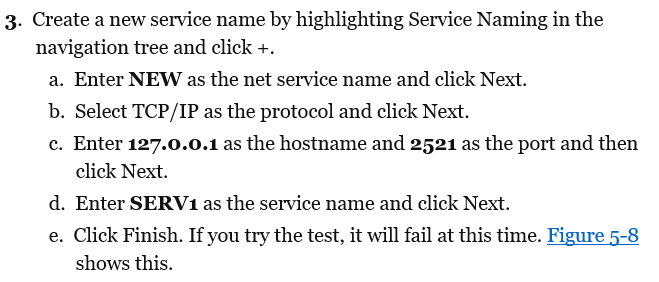 3. Create a new service name by highlighting Service Naming in the
navigation tree and click +.
a. Enter NEW as the net service name and click Next.
b. Select TCP/IP as the protocol and click Next.
c. Enter 127.0.0.1 as the hostname and 2521 as the port and then
click Next.
d. Enter SERV1 as the service name and click Next.
e. Click Finish. If you try the test, it will fail at this time. Figure 5-8
shows this.